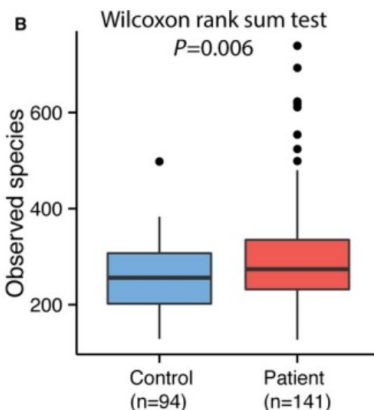 B
Wilcoxon rank sum test
P=0.006
Observed species
600
400
200
Control
(n=94)
Patient
(n=141)